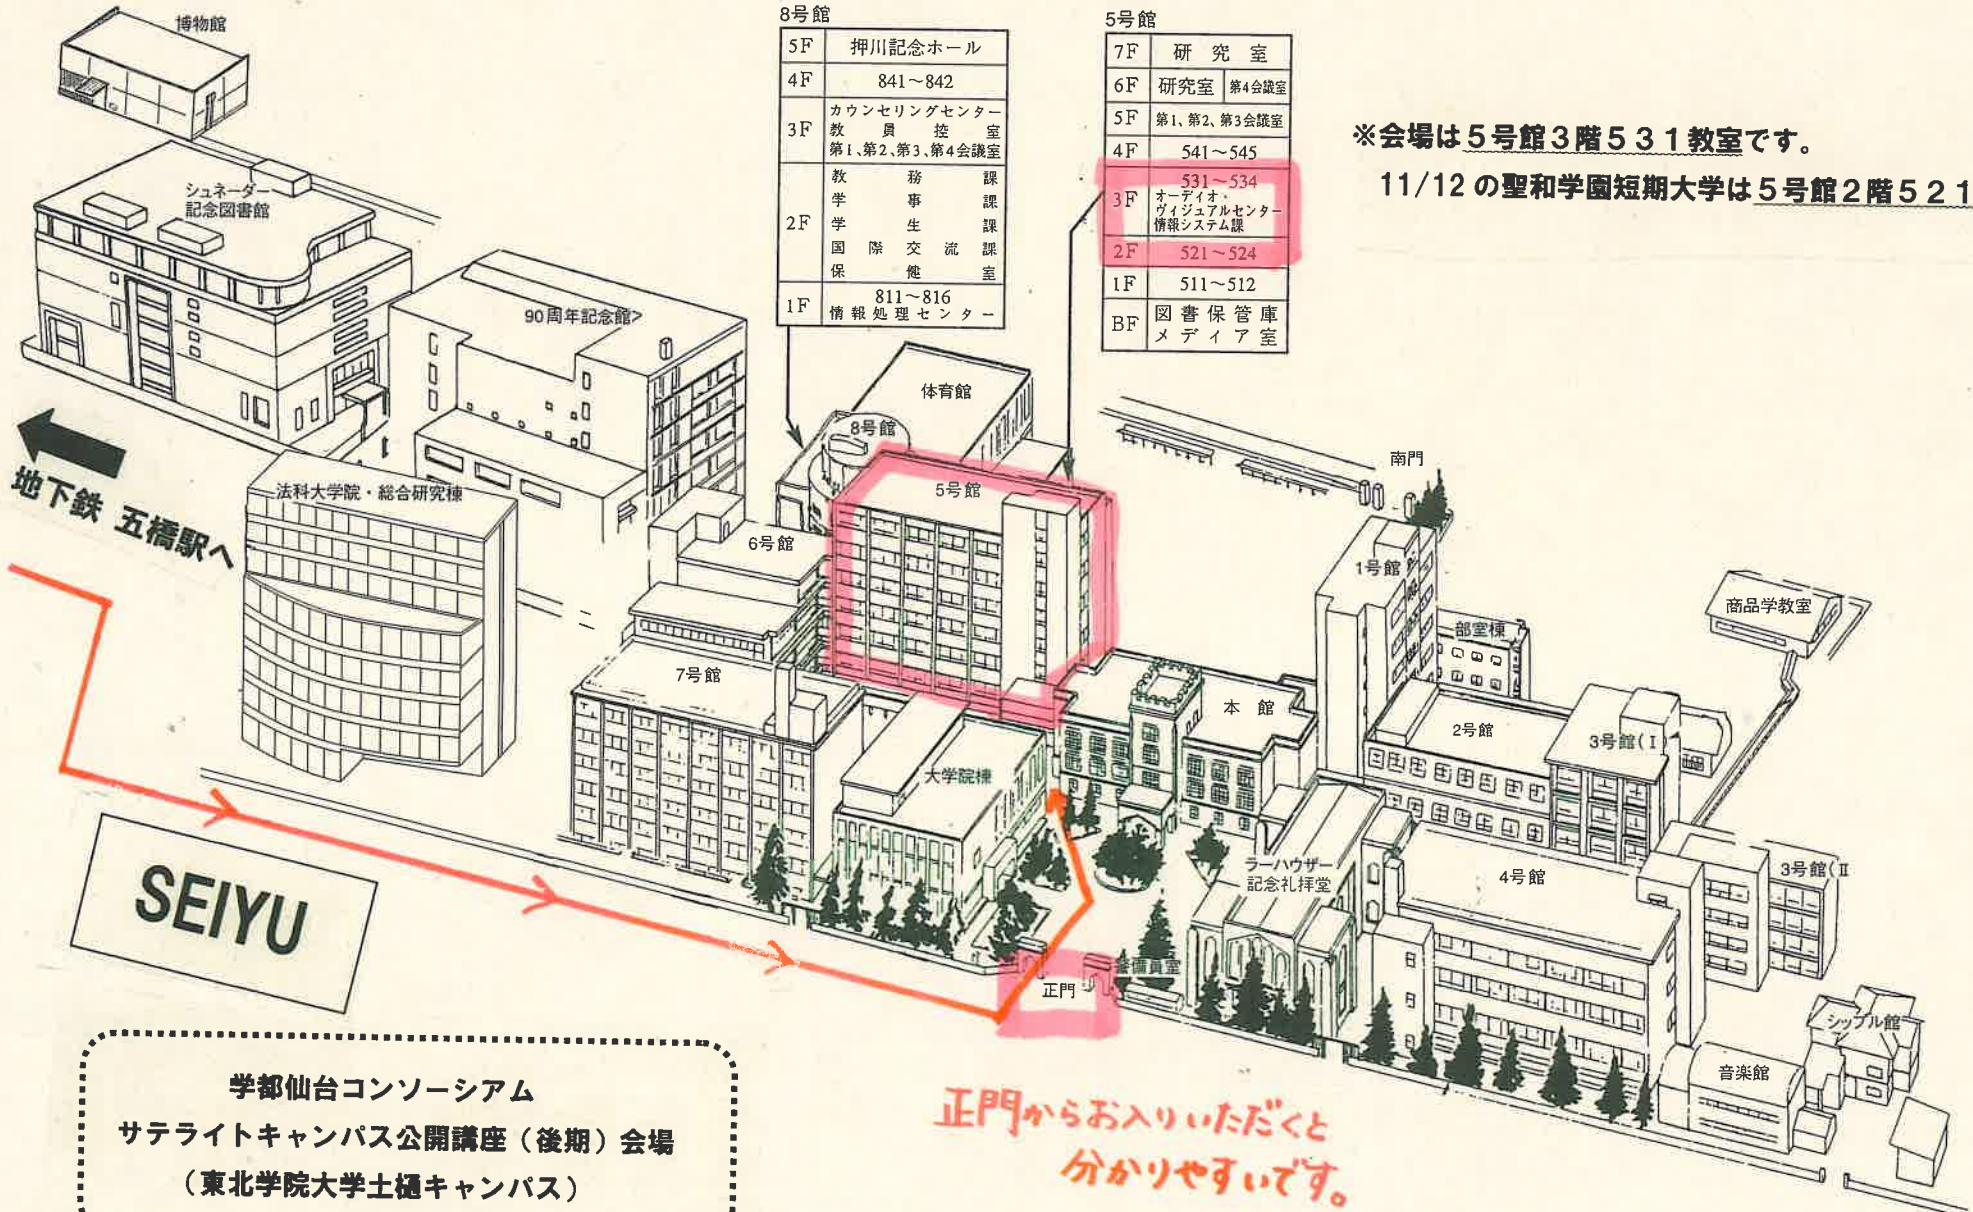 博物館
シュネーダー
記念図書館
90周年記念館
法科大学院・総合研究棟
地下鉄 五橋駅へ
8号館
5F 押川記念ホール
4F 841～842
3F カウンセリングセンター
教員控室
第1、第2、第3、第4会議室
2F 教務課
学事課
学生課
国際交流課
保健室
1F 811～816
情報処理センター
5号館
7F 研究室
6F 研究室 第4会議室
5F 第1、第2、第3会議室
4F 541～545
3F 531～534
オーディオ・
ヴィジュアルセンター
情報システム課
2F 521～524
1F 511～512
BF 図書保管庫
メディア室
※会場は5号館3階531教室です。
11/12の聖和学園短期大学は5号館2階521
体育館
8号館
5号館
6号館
7号館
南門
1号館
部室棟
商品学教室
本館
2号館
3号館(Ⅰ)
大学院棟
ラーハウザー
記念礼拝堂
4号館
3号館(Ⅱ
警備員室
正門
シップル館
音楽館
SEIYU
学都仙台コンソーシアム
サテライトキャンパス公開講座（後期）会場
（東北学院大学土樋キャンパス）
正門からお入りいただくと
分かりやすいです。